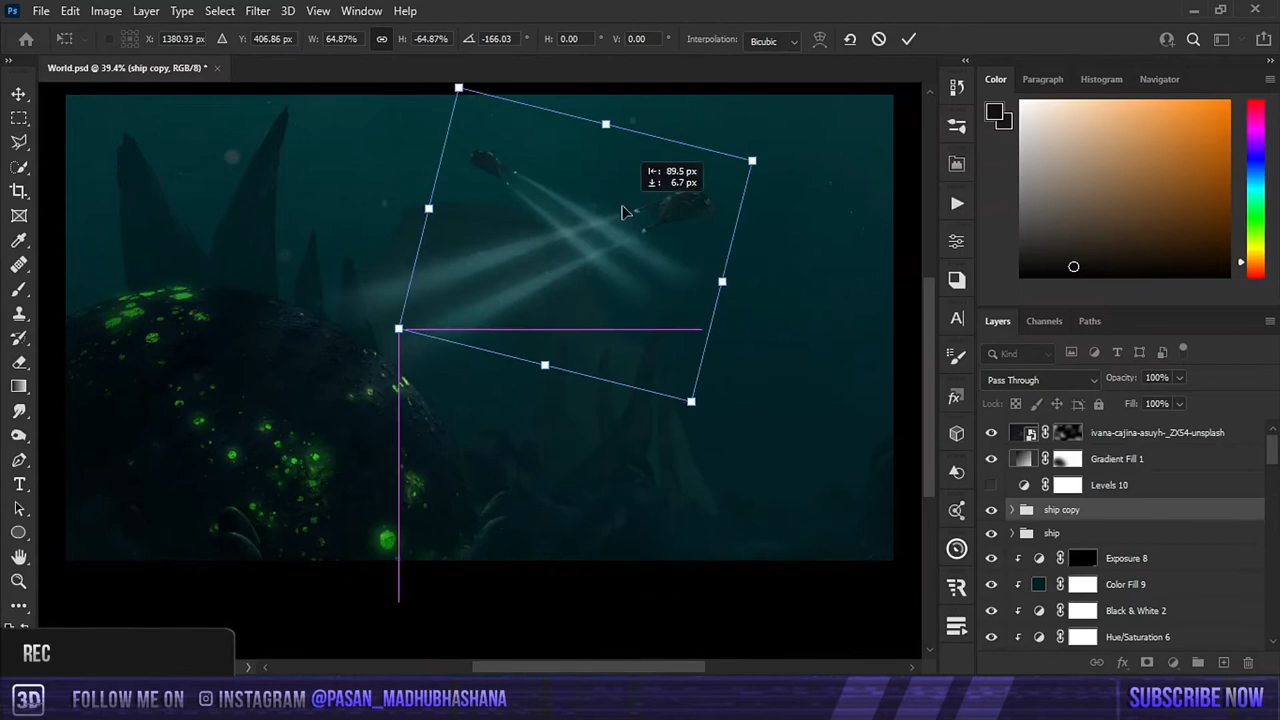 Ps File Edit Image Layer Type Select Filter 3D View Window Help
X: 1380.93 px Y: 406.86 px W: 64.87% H: -64.87% -166.03 ° H: 0.00 ° V: 0.00 ° Interpolation: Bicubic
World.psd @ 39.4% (ship copy, RGB/8) *
Color Paragraph Histogram Navigator
89.5 px
6.7 px
Layers Channels Paths
Kind
Pass Through Opacity: 100%
Lock: Fill: 100%
ivana-cajina-asuyh-_ZX54-unsplash
Gradient Fill 1
Levels 10
ship copy
ship
Exposure 8
Color Fill 9
Black & White 2
Hue/Saturation 6
REC
3D FOLLOW ME ON INSTAGRAM @PASAN_MADHUBHASHANA SUBSCRIBE NOW